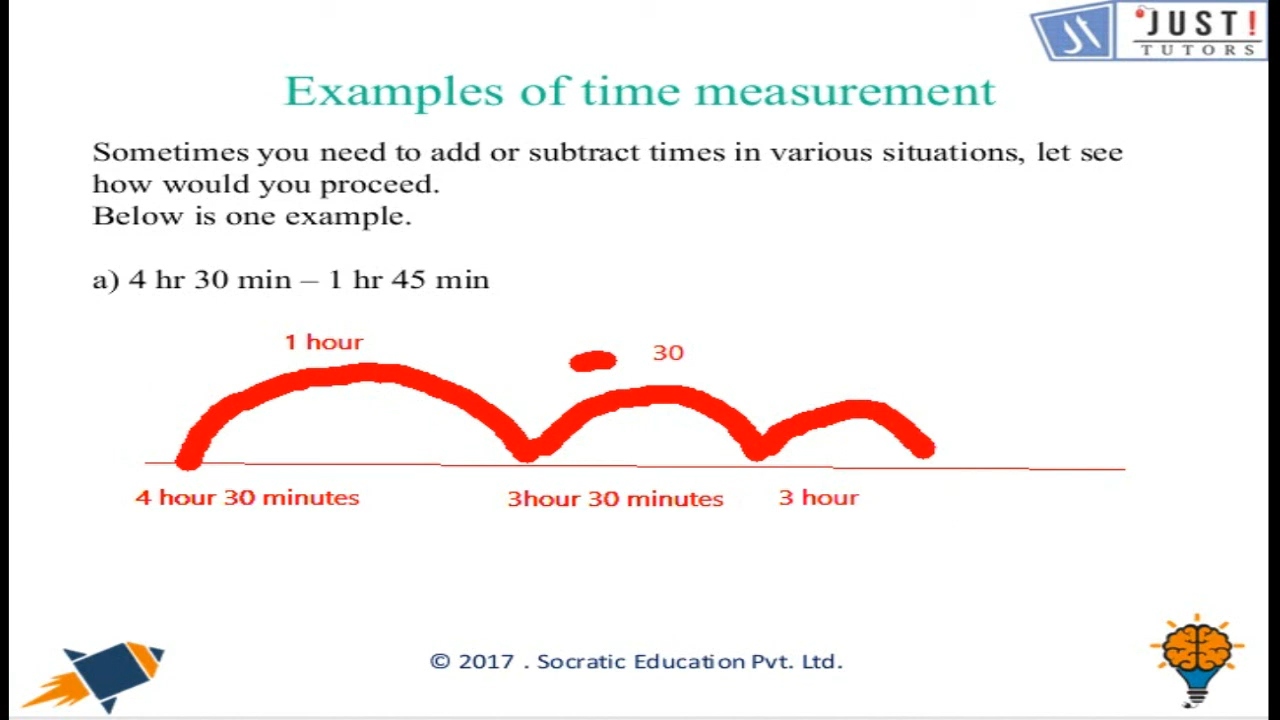 JUST!
TUTORS
Examples of time measurement
Sometimes you need to add or subtract times in various situations, let see
how would you proceed.
Below is one example.
a) 4 hr 30 min – 1 hr 45 min
1 hour
30
4 hour 30 minutes
3hour 30 minutes
3 hour
© 2017 . Socratic Education Pvt. Ltd.